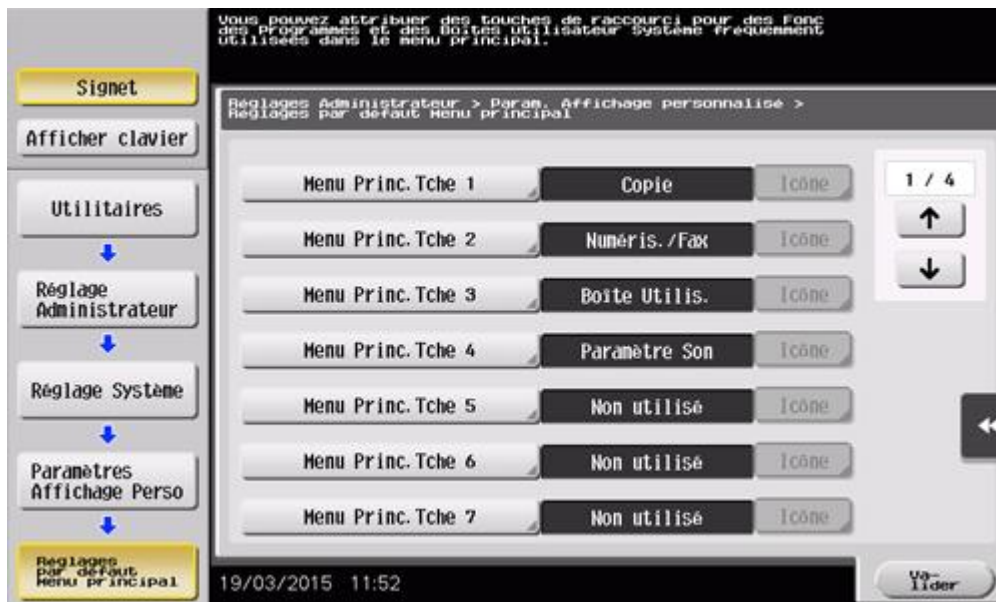 Vous pouvez attribuer des touches de raccourci pour des Fonc
des Programmes et des Boîtes utilisateur Système fréquemment
utilisées dans le menu principal.
Signet
Afficher clavier
Utilitaires
Réglage
Administrateur
Réglage Système
Paramètres
Affichage Perso
Réglages
par défaut
Menu principal
Réglages Administrateur > Param. Affichage personnalisé >
Réglages par défaut Menu principal
Menu Princ.Tche 1 Copie Icône
Menu Princ.Tche 2 Numéris./Fax Icône
Menu Princ.Tche 3 Boîte Utilis. Icône
Menu Princ.Tche 4 Paramètre Son Icône
Menu Princ.Tche 5 Non utilisé Icône
Menu Princ.Tche 6 Non utilisé Icône
Menu Princ.Tche 7 Non utilisé Icône
1 / 4
19/03/2015 11:52
Va-
lider